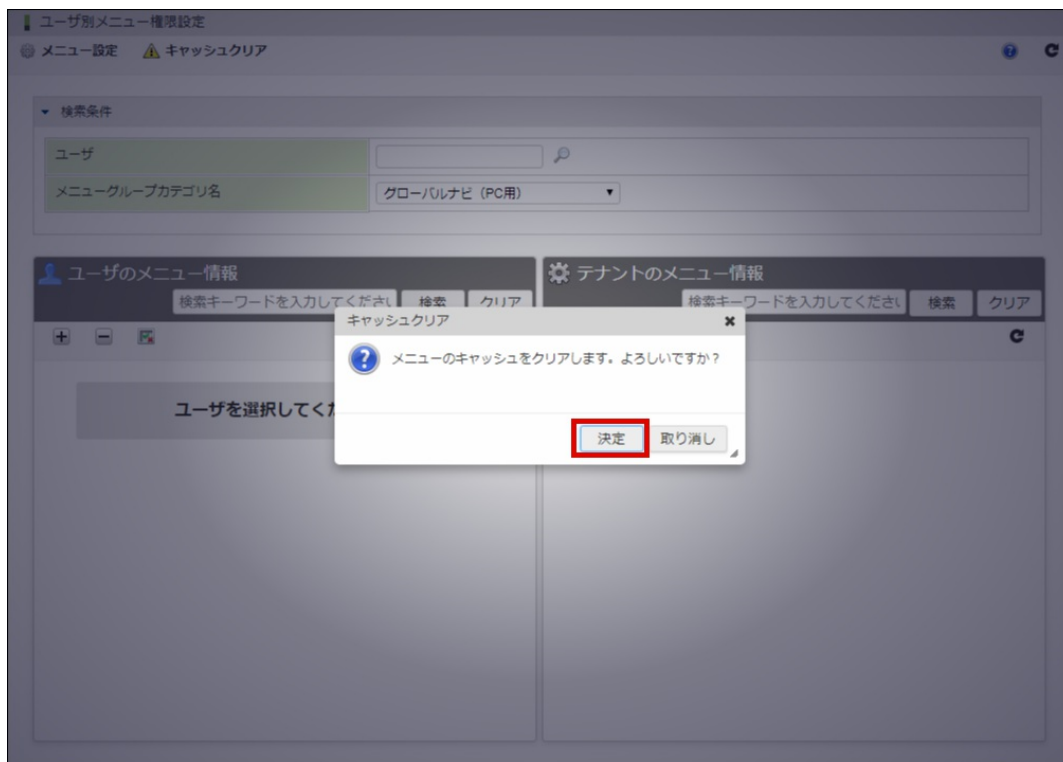 ユーザ別メニュー権限設定
メニュー設定 キャッシュクリア
検索条件
ユーザ
メニューグループカテゴリ名 グローバルナビ（PC用）
ユーザのメニュー情報 テナントのメニュー情報
検索キーワードを入力してください 検索 クリア 検索キーワードを入力してください 検索 クリア
キャッシュクリア
メニューのキャッシュをクリアします。よろしいですか？
ユーザを選択してくだ
決定 取り消し